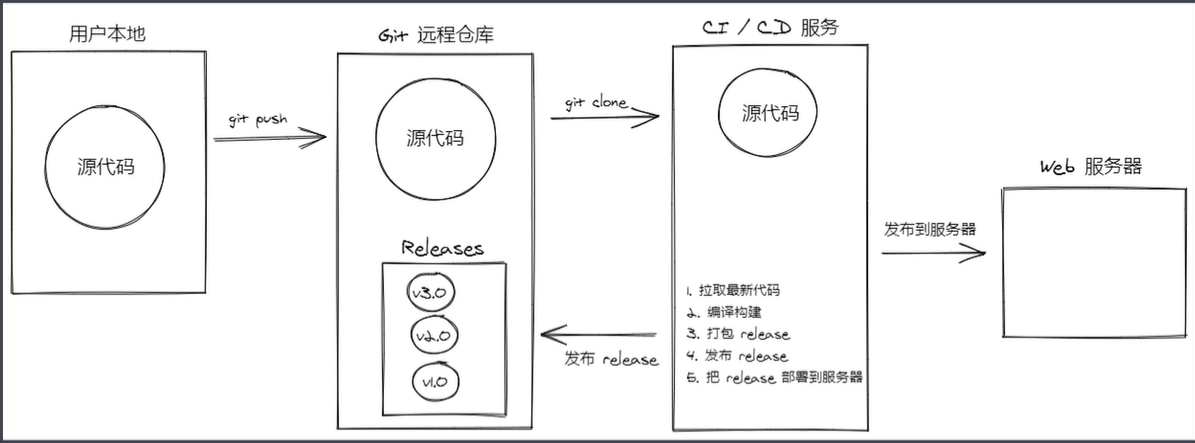 用户本地
源代码
git push
Git 远程仓库
源代码
Releases
v3.0
v2.0
v1.0
git clone
发布 release
CI / CD 服务
源代码
1. 拉取最新代码
2. 编译构建
3. 打包 release
4. 发布 release
5. 把 release 部署到服务器
发布到服务器
Web 服务器